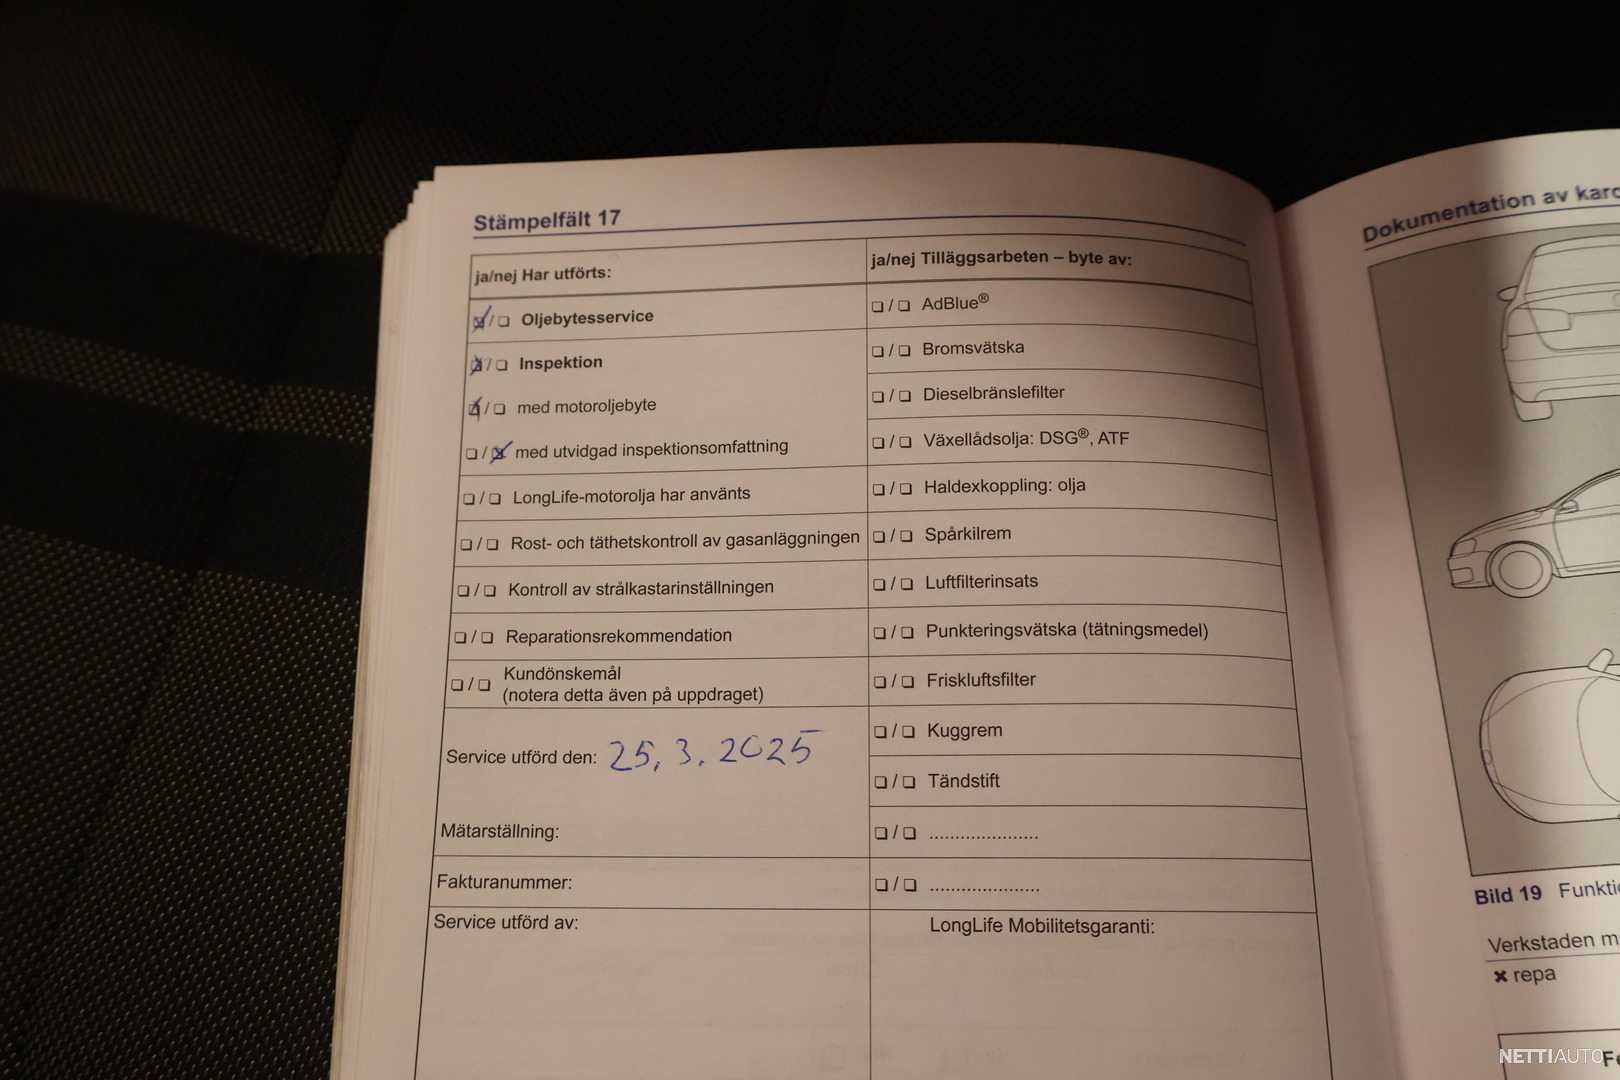 Stämpelfält 17
ja/nej Har utförts:
☒ / ☐ Oljebytesservice
☒ / ☐ Inspektion
☒ / ☐ med motoroljebyte
☐ / ☒ med utvidgad inspektionsomfattning
☐ / ☐ LongLife-motorolja har använts
☐ / ☐ Rost- och täthetskontroll av gasanläggningen
☐ / ☐ Kontroll av strålkastarinställningen
☐ / ☐ Reparationsrekommendation
☐ / ☐ Kundönskemål
(notera detta även på uppdraget)
Service utförd den: 25.3.2025
Mätarställning:
Fakturanummer:
Service utförd av:
ja/nej Tilläggsarbeten – byte av:
☐ / ☐ AdBlue®
☐ / ☐ Bromsvätska
☐ / ☐ Dieselbränslefilter
☐ / ☐ Växellådsolja: DSG®, ATF
☐ / ☐ Haldexkoppling: olja
☐ / ☐ Spårkilrem
☐ / ☐ Luftfilterinsats
☐ / ☐ Punkteringsvätska (tätningsmedel)
☐ / ☐ Friskluftsfilter
☐ / ☐ Kuggrem
☐ / ☐ Tändstift
☐ / ☐ ......................
☐ / ☐ ......................
LongLife Mobilitetsgaranti:
Dokumentation av karo
Bild 19 Funkti
Verkstaden m
✖ repa
Fe
NETTIAUTO